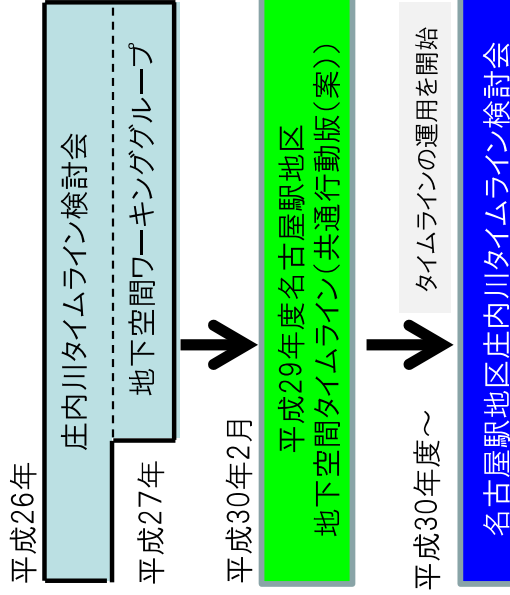 平成26年
庄内川タイムライン検討会
平成27年
地下空間ワーキンググループ
平成30年2月
平成29年度名古屋駅地区
地下空間タイムライン(共通行動版(案))
平成30年度～
タイムラインの運用を開始
名古屋駅地区庄内川タイムライン検討会